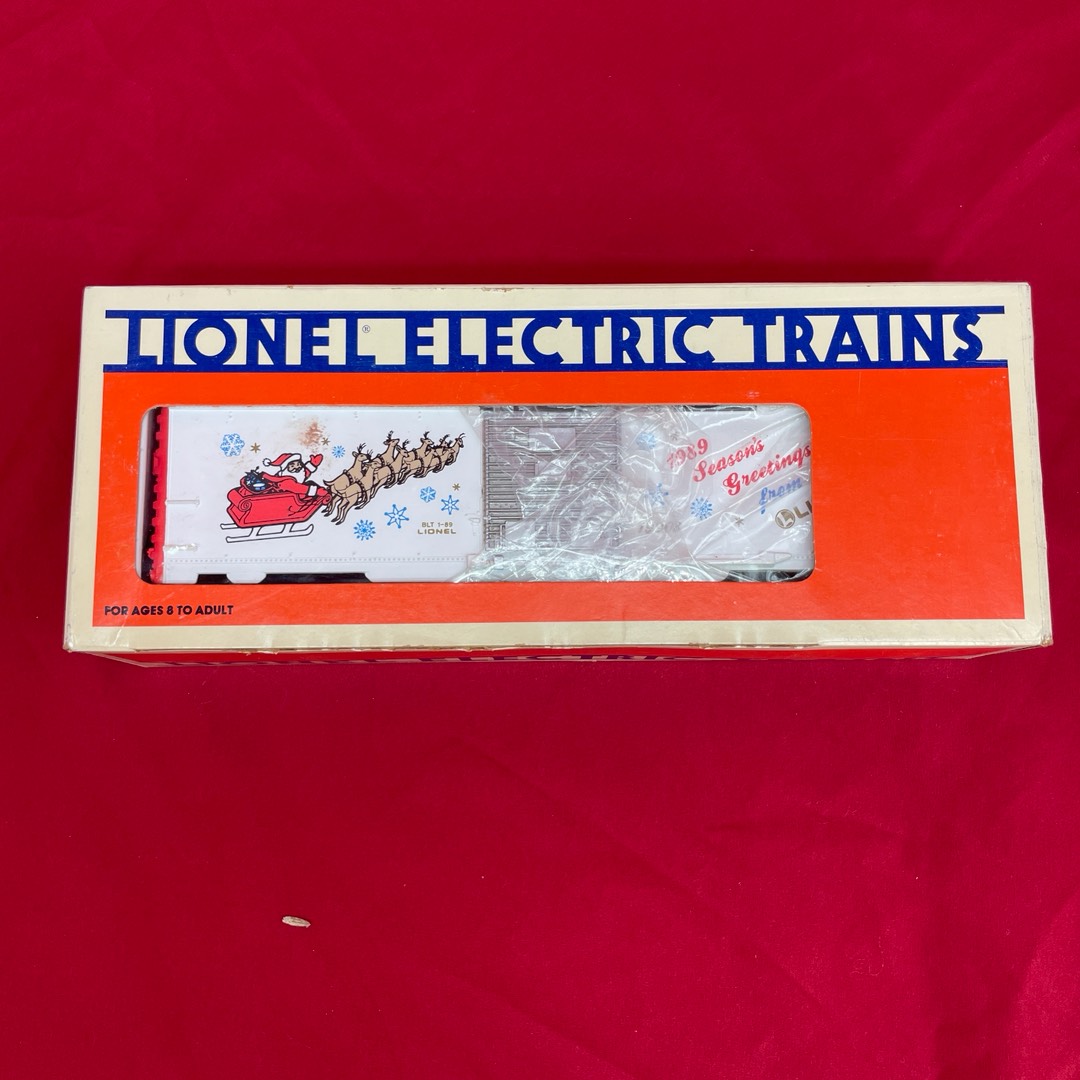 LIONEL® ELECTRIC TRAINS
1989
Season's
Greetings
from
BLT 1-89
LIONEL
FOR AGES 8 TO ADULT